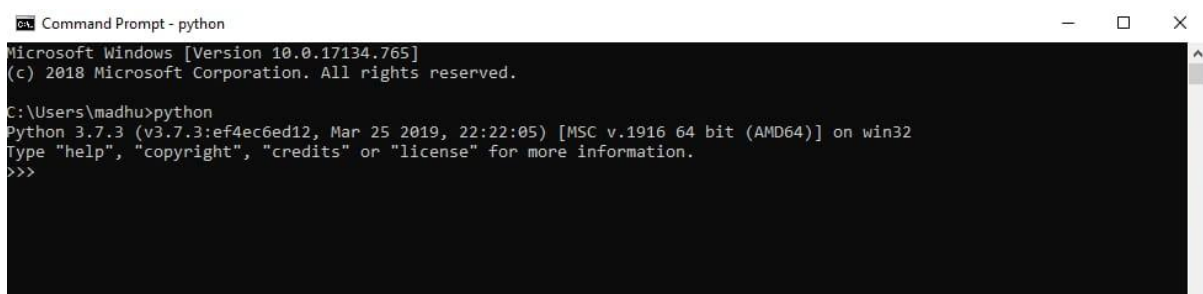 Command Prompt - python
Microsoft Windows [Version 10.0.17134.765]
(c) 2018 Microsoft Corporation. All rights reserved.
C:\Users\madhu>python
Python 3.7.3 (v3.7.3:ef4ec6ed12, Mar 25 2019, 22:22:05) [MSC v.1916 64 bit (AMD64)] on win32
Type "help", "copyright", "credits" or "license" for more information.
>>>